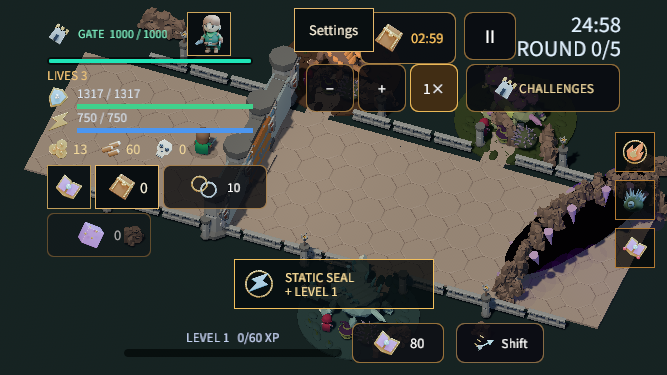 GATE 1000 / 1000
Settings
02:59
24:58
ROUND 0/5
LIVES 3
1317 / 1317
750 / 750
−
+
1×
CHALLENGES
13
60
0
0
10
0
STATIC SEAL
+ LEVEL 1
LEVEL 1 0/60 XP
80
Shift